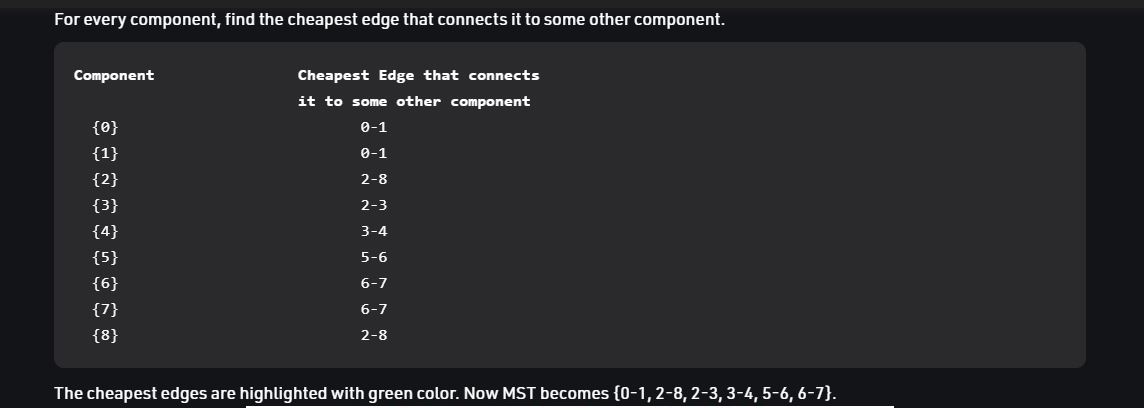 For every component, find the cheapest edge that connects it to some other component.
Component Cheapest Edge that connects
it to some other component
{0} 0-1
{1} 0-1
{2} 2-8
{3} 2-3
{4} 3-4
{5} 5-6
{6} 6-7
{7} 6-7
{8} 2-8
The cheapest edges are highlighted with green color. Now MST becomes {0-1, 2-8, 2-3, 3-4, 5-6, 6-7}.